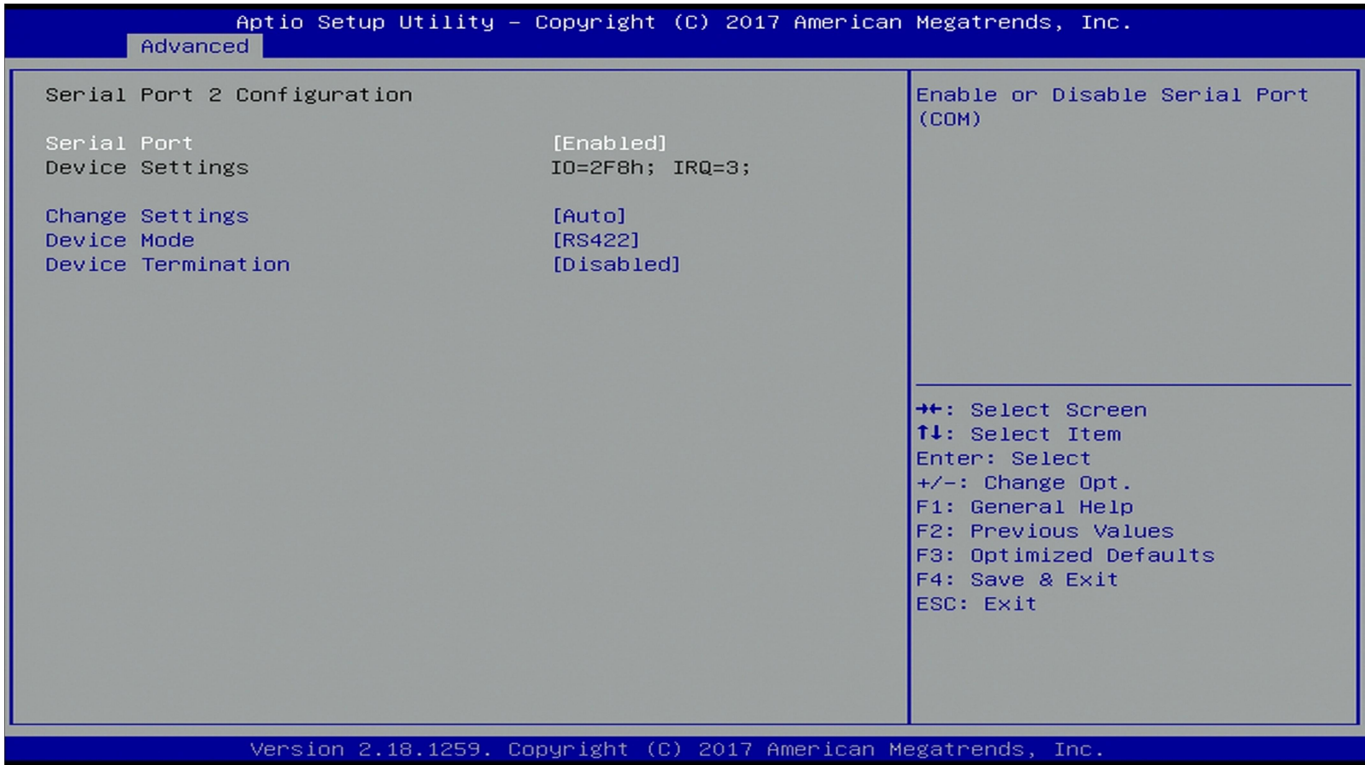 Aptio Setup Utility – Copyright (C) 2017 American Megatrends, Inc.
Advanced
Serial Port 2 Configuration
Serial Port [Enabled]
Device Settings IO=2F8h; IRQ=3;
Change Settings [Auto]
Device Mode [RS422]
Device Termination [Disabled]
Enable or Disable Serial Port
(COM)
→←: Select Screen
↑↓: Select Item
Enter: Select
+/-: Change Opt.
F1: General Help
F2: Previous Values
F3: Optimized Defaults
F4: Save & Exit
ESC: Exit
Version 2.18.1259. Copyright (C) 2017 American Megatrends, Inc.